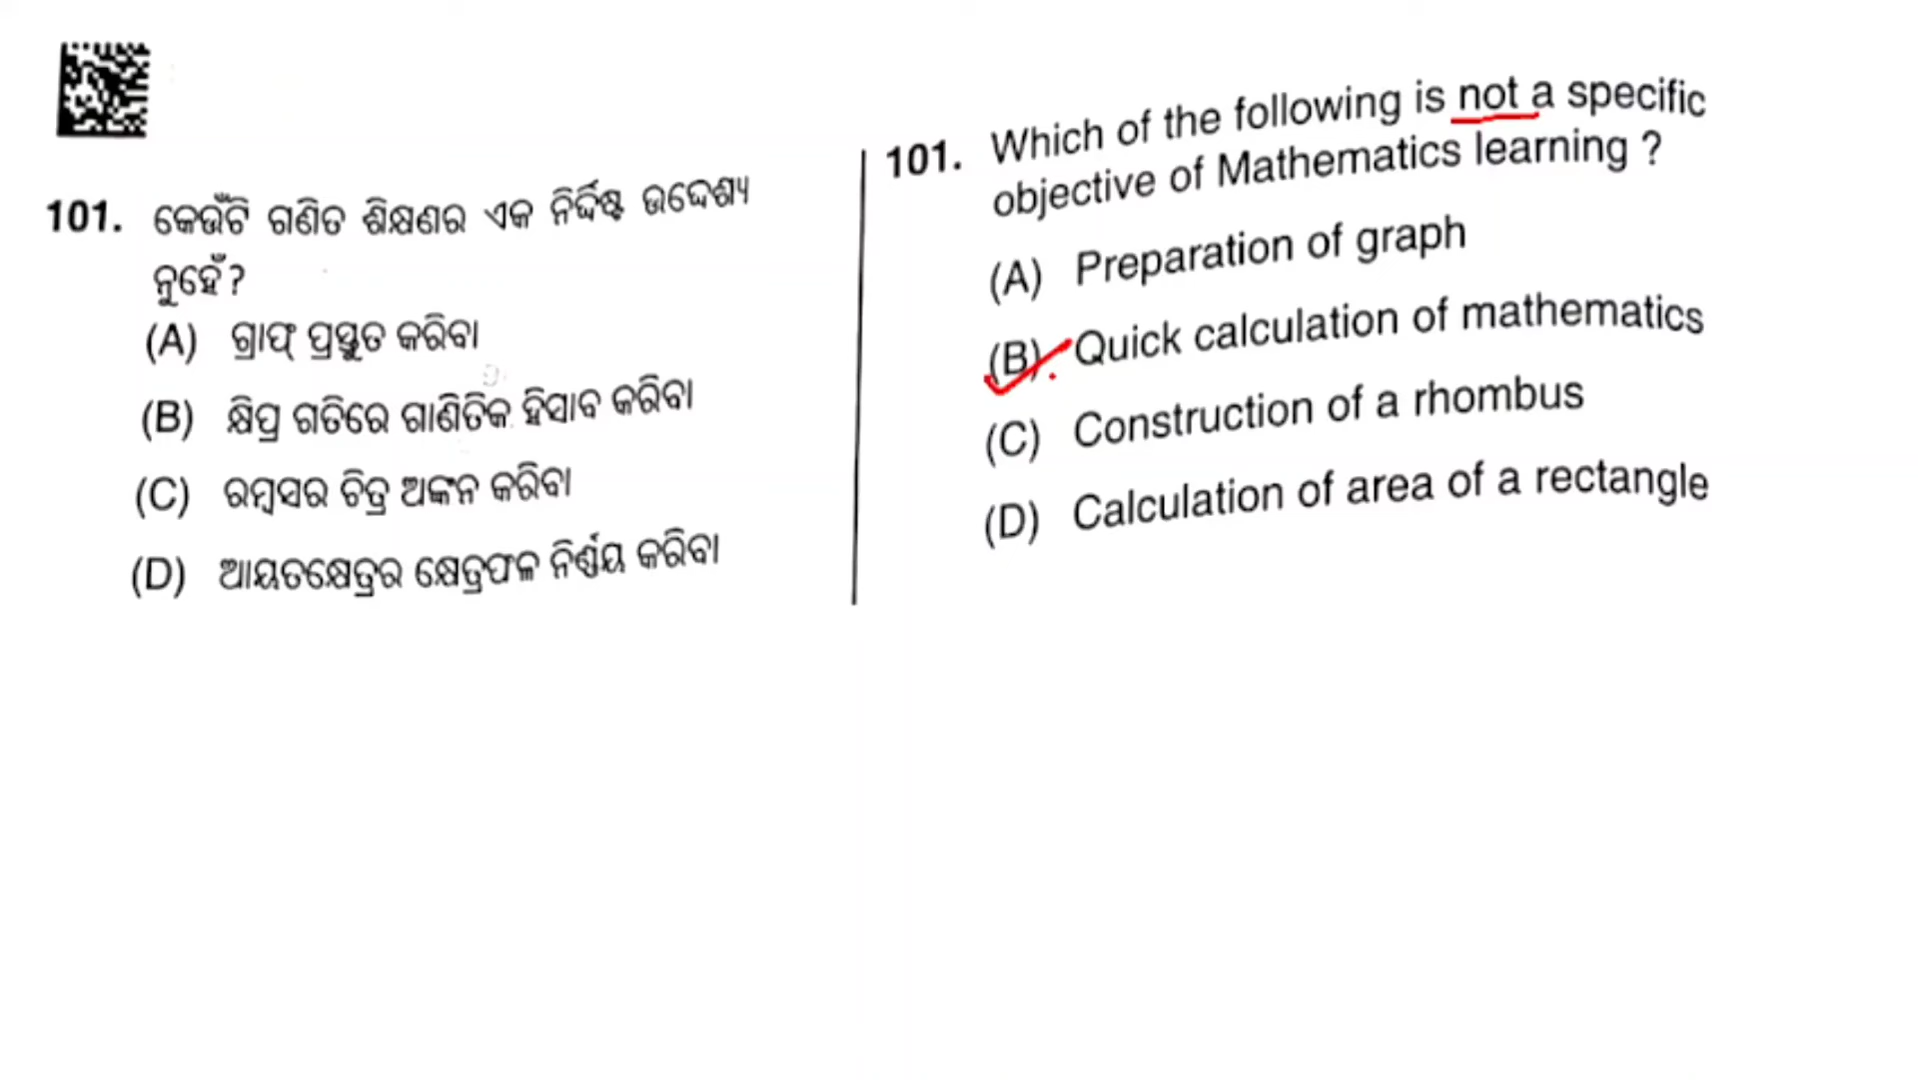 101. କେଉଁଟି ଗଣିତ ଶିକ୍ଷଣର ଏକ ନିର୍ଦ୍ଦିଷ୍ଟ ଉଦ୍ଦେଶ୍ୟ
ନୁହେଁ?
(A) ଗ୍ରାଫ୍ ପ୍ରସ୍ତୁତ କରିବା
(B) କ୍ଷିପ୍ର ଗତିରେ ଗାଣିତିକ ହିସାବ କରିବା
(C) ରମ୍ବସର ଚିତ୍ର ଅଙ୍କନ କରିବା
(D) ଆୟତକ୍ଷେତ୍ରର କ୍ଷେତ୍ରଫଳ ନିର୍ଣ୍ଣୟ କରିବା
101. Which of the following is not a specific
objective of Mathematics learning ?
(A) Preparation of graph
(B) Quick calculation of mathematics
(C) Construction of a rhombus
(D) Calculation of area of a rectangle